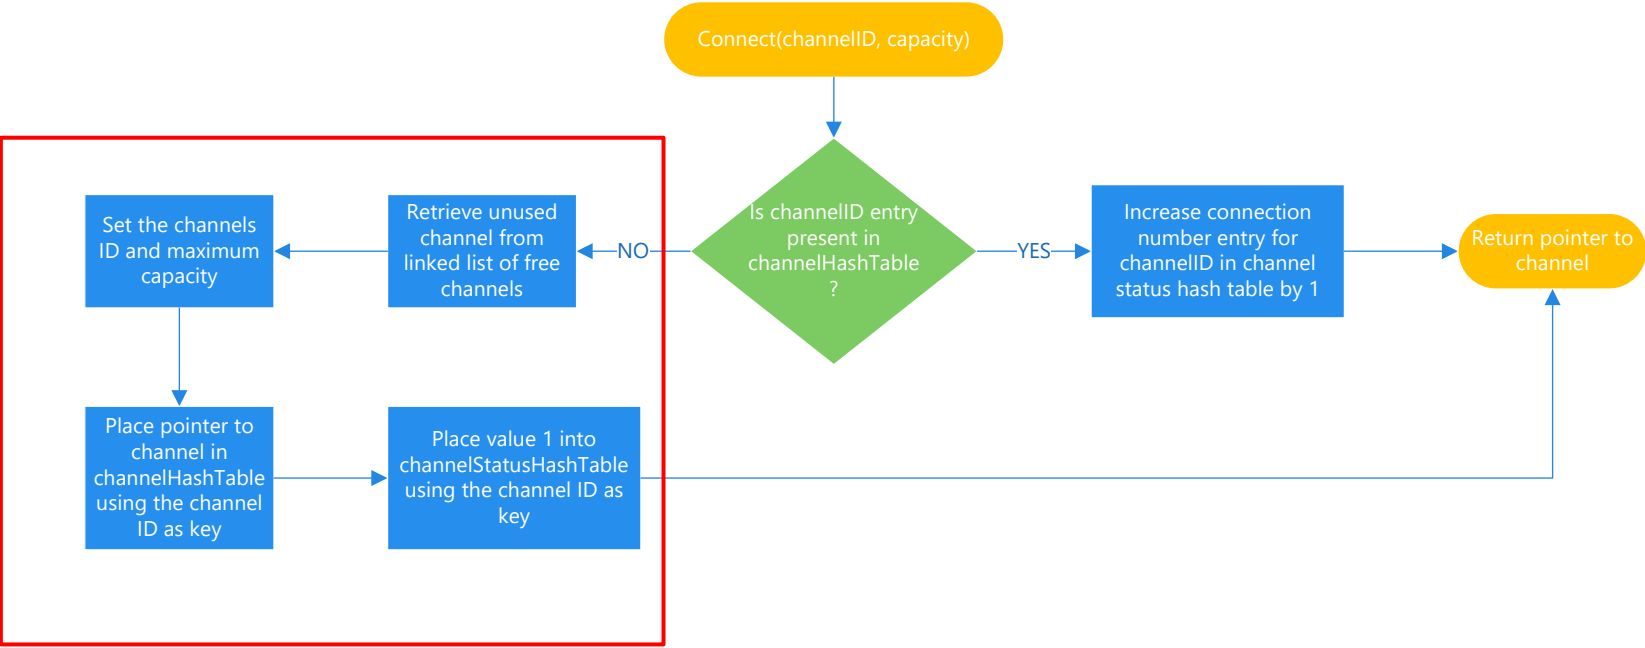 Connect(channelID, capacity)
Is channelID entry
present in
channelHashTable
?
NO
Retrieve unused
channel from
linked list of free
channels
Set the channels
ID and maximum
capacity
Place pointer to
channel in
channelHashTable
using the channel
ID as key
Place value 1 into
channelStatusHashTable
using the channel ID as
key
YES
Increase connection
number entry for
channelID in channel
status hash table by 1
Return pointer to
channel